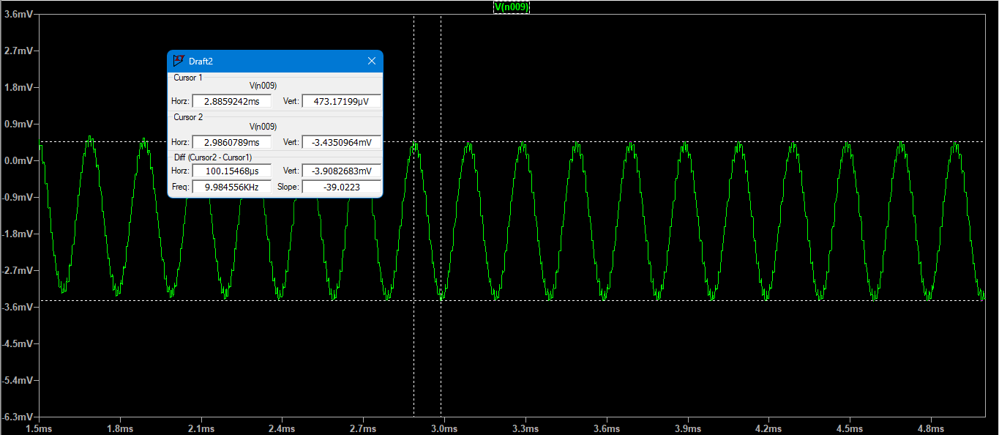 V(n009)
3.6mV
2.7mV
1.8mV
0.9mV
0.0mV
-0.9mV
-1.8mV
-2.7mV
-3.6mV
-4.5mV
-5.4mV
-6.3mV
Draft2
Cursor 1
V(n009)
Horz: 2.8859242ms Vert: 473.17199µV
Cursor 2
V(n009)
Horz: 2.9860789ms Vert: -3.4350964mV
Diff (Cursor2 - Cursor1)
Horz: 100.15468µs Vert: -3.9082683mV
Freq: 9.984556KHz Slope: -39.0223
1.5ms 1.8ms 2.1ms 2.4ms 2.7ms 3.0ms 3.3ms 3.6ms 3.9ms 4.2ms 4.5ms 4.8ms